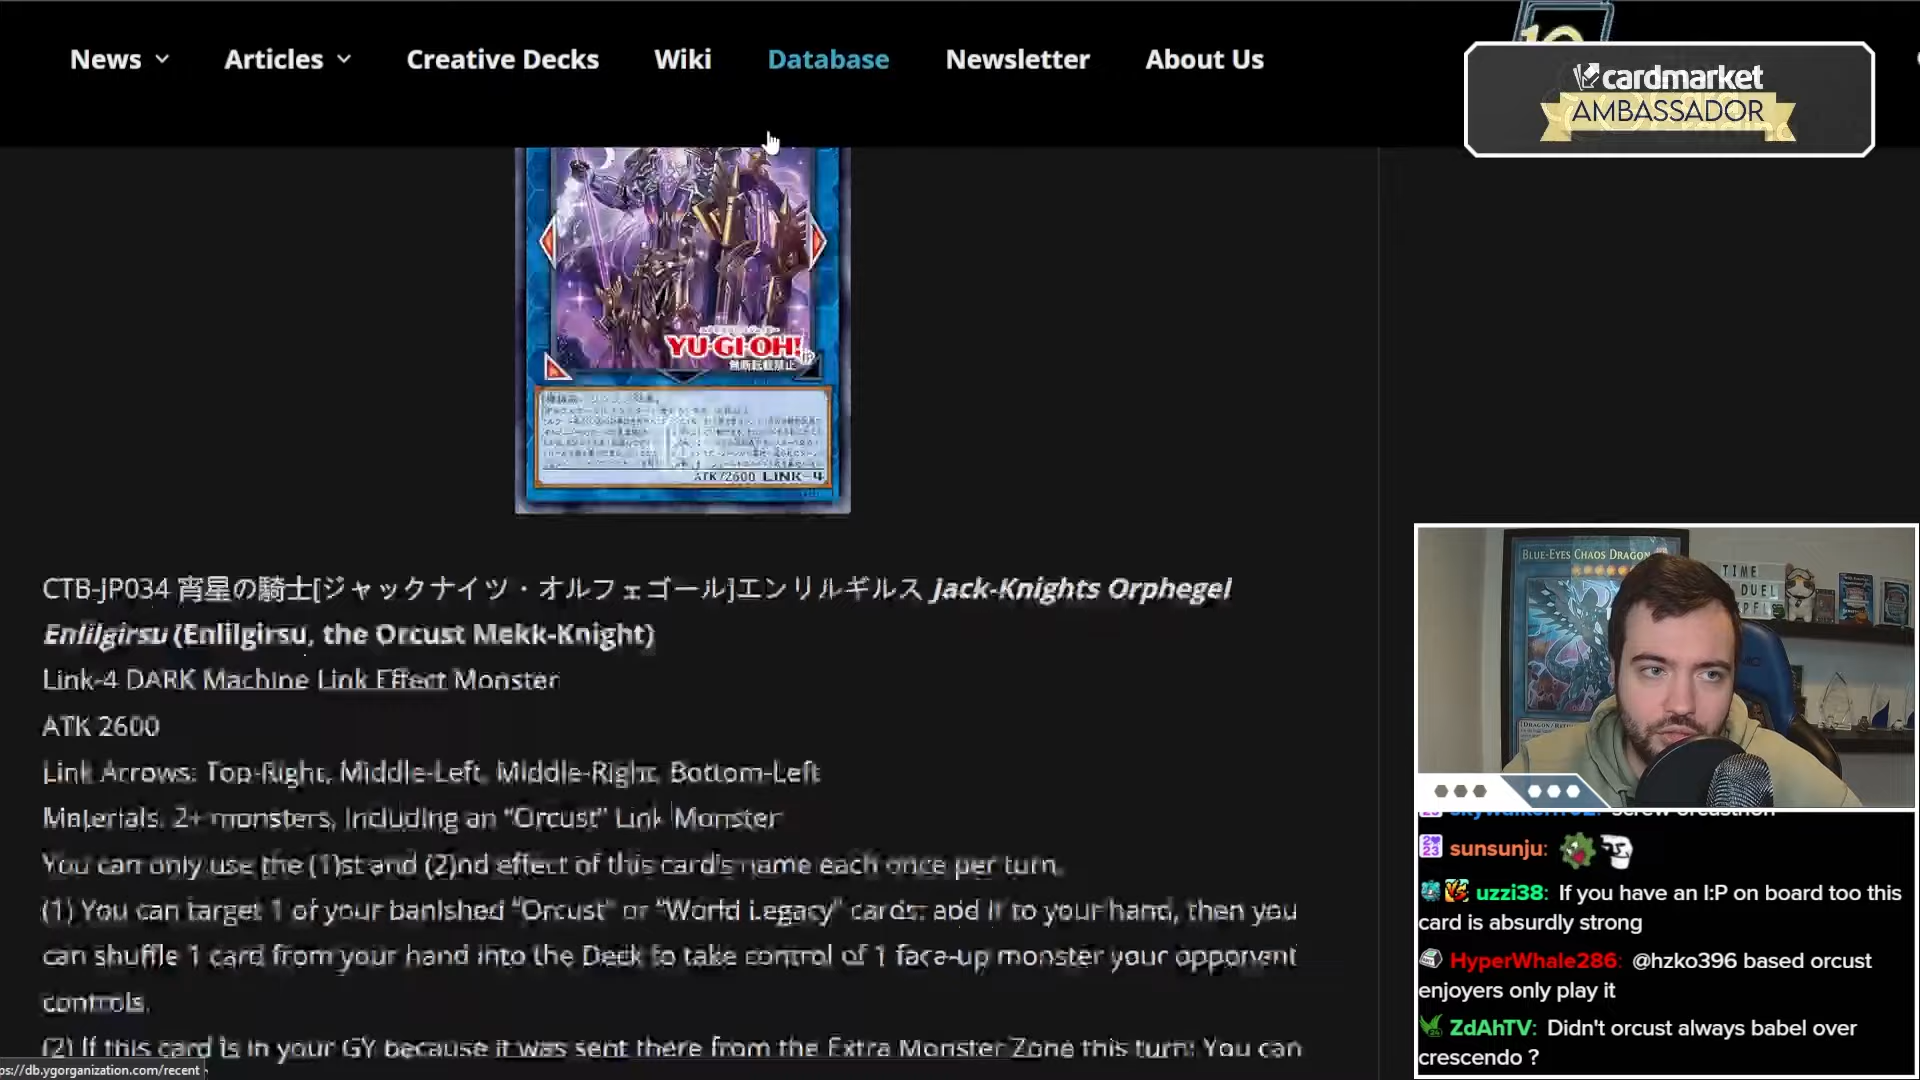 News
Articles
Creative Decks
Wiki
Database
Newsletter
About Us
cardmarket
AMBASSADOR
YU-GI-OH!
無断転載禁止
ATK/2600 LINK-4
CTB-JP034 宵星の騎士[ジャックナイツ・オルフェゴール]エンリルギルス Jack-Knights Orphegel
Enlilgirsu (Enlilgirsu, the Orcust Mekk-Knight)
Link-4 DARK Machine Link Effect Monster
ATK 2600
Link Arrows: Top-Right, Middle-Left, Middle-Right, Bottom-Left
Materials: 2+ monsters, including an “Orcust” Link Monster
You can only use the (1)st and (2)nd effect of this card's name each once per turn.
(1) You can target 1 of your banished “Orcust” or “World Legacy” cards: add it to your hand, then you
can shuffle 1 card from your hand into the Deck to take control of 1 face-up monster your opponent
controls.
(2) If this card is in your GY because it was sent there from the Extra Monster Zone this turn: You can
ps://db.ygorganization.com/recent
BLUE-EYES CHAOS DRAGON
TIME
DUEL
sunsunju:
uzzi38: If you have an I:P on board too this
card is absurdly strong
HyperWhale286: @hzko396 based orcust
enjoyers only play it
ZdAhTV: Didn't orcust always babel over
crescendo ?